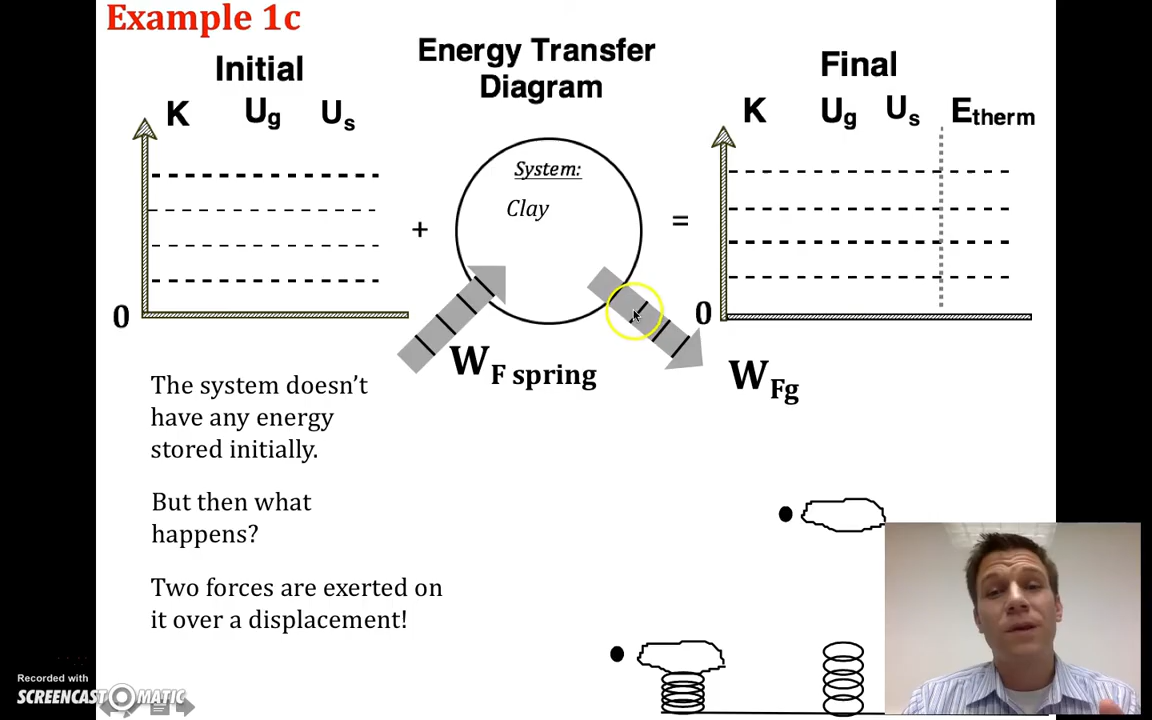 Example 1c
Initial
Energy Transfer
Diagram
Final
K Ug Us
K Ug Us Etherm
System:
Clay
+
=
0
0
WF spring
WFg
The system doesn't
have any energy
stored initially.
But then what
happens?
Two forces are exerted on
it over a displacement!
Recorded with
SCREENCAST-O-MATIC